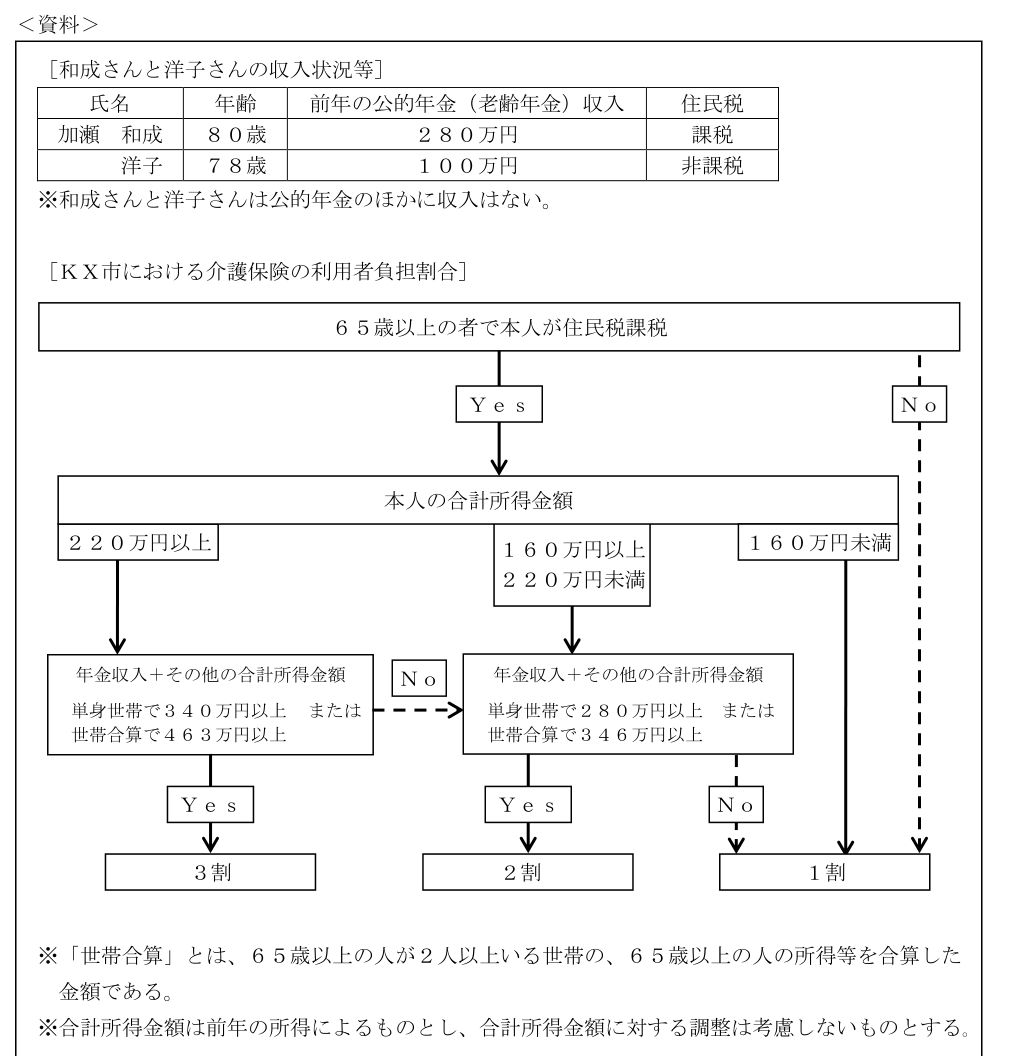 ＜資料＞
［和成さんと洋子さんの収入状況等］
氏名 年齢 前年の公的年金（老齢年金）収入 住民税
加瀬　和成 ８０歳 ２８０万円 課税
洋子 ７８歳 １００万円 非課税
※和成さんと洋子さんは公的年金のほかに収入はない。
［ＫＸ市における介護保険の利用者負担割合］
６５歳以上の者で本人が住民税課税
Ｙｅｓ
Ｎｏ
本人の合計所得金額
２２０万円以上
１６０万円以上
２２０万円未満
１６０万円未満
年金収入＋その他の合計所得金額
単身世帯で３４０万円以上　または
世帯合算で４６３万円以上
Ｎｏ
年金収入＋その他の合計所得金額
単身世帯で２８０万円以上　または
世帯合算で３４６万円以上
Ｙｅｓ
Ｙｅｓ
Ｎｏ
３割
２割
１割
※「世帯合算」とは、６５歳以上の人が２人以上いる世帯の、６５歳以上の人の所得等を合算した
金額である。
※合計所得金額は前年の所得によるものとし、合計所得金額に対する調整は考慮しないものとする。